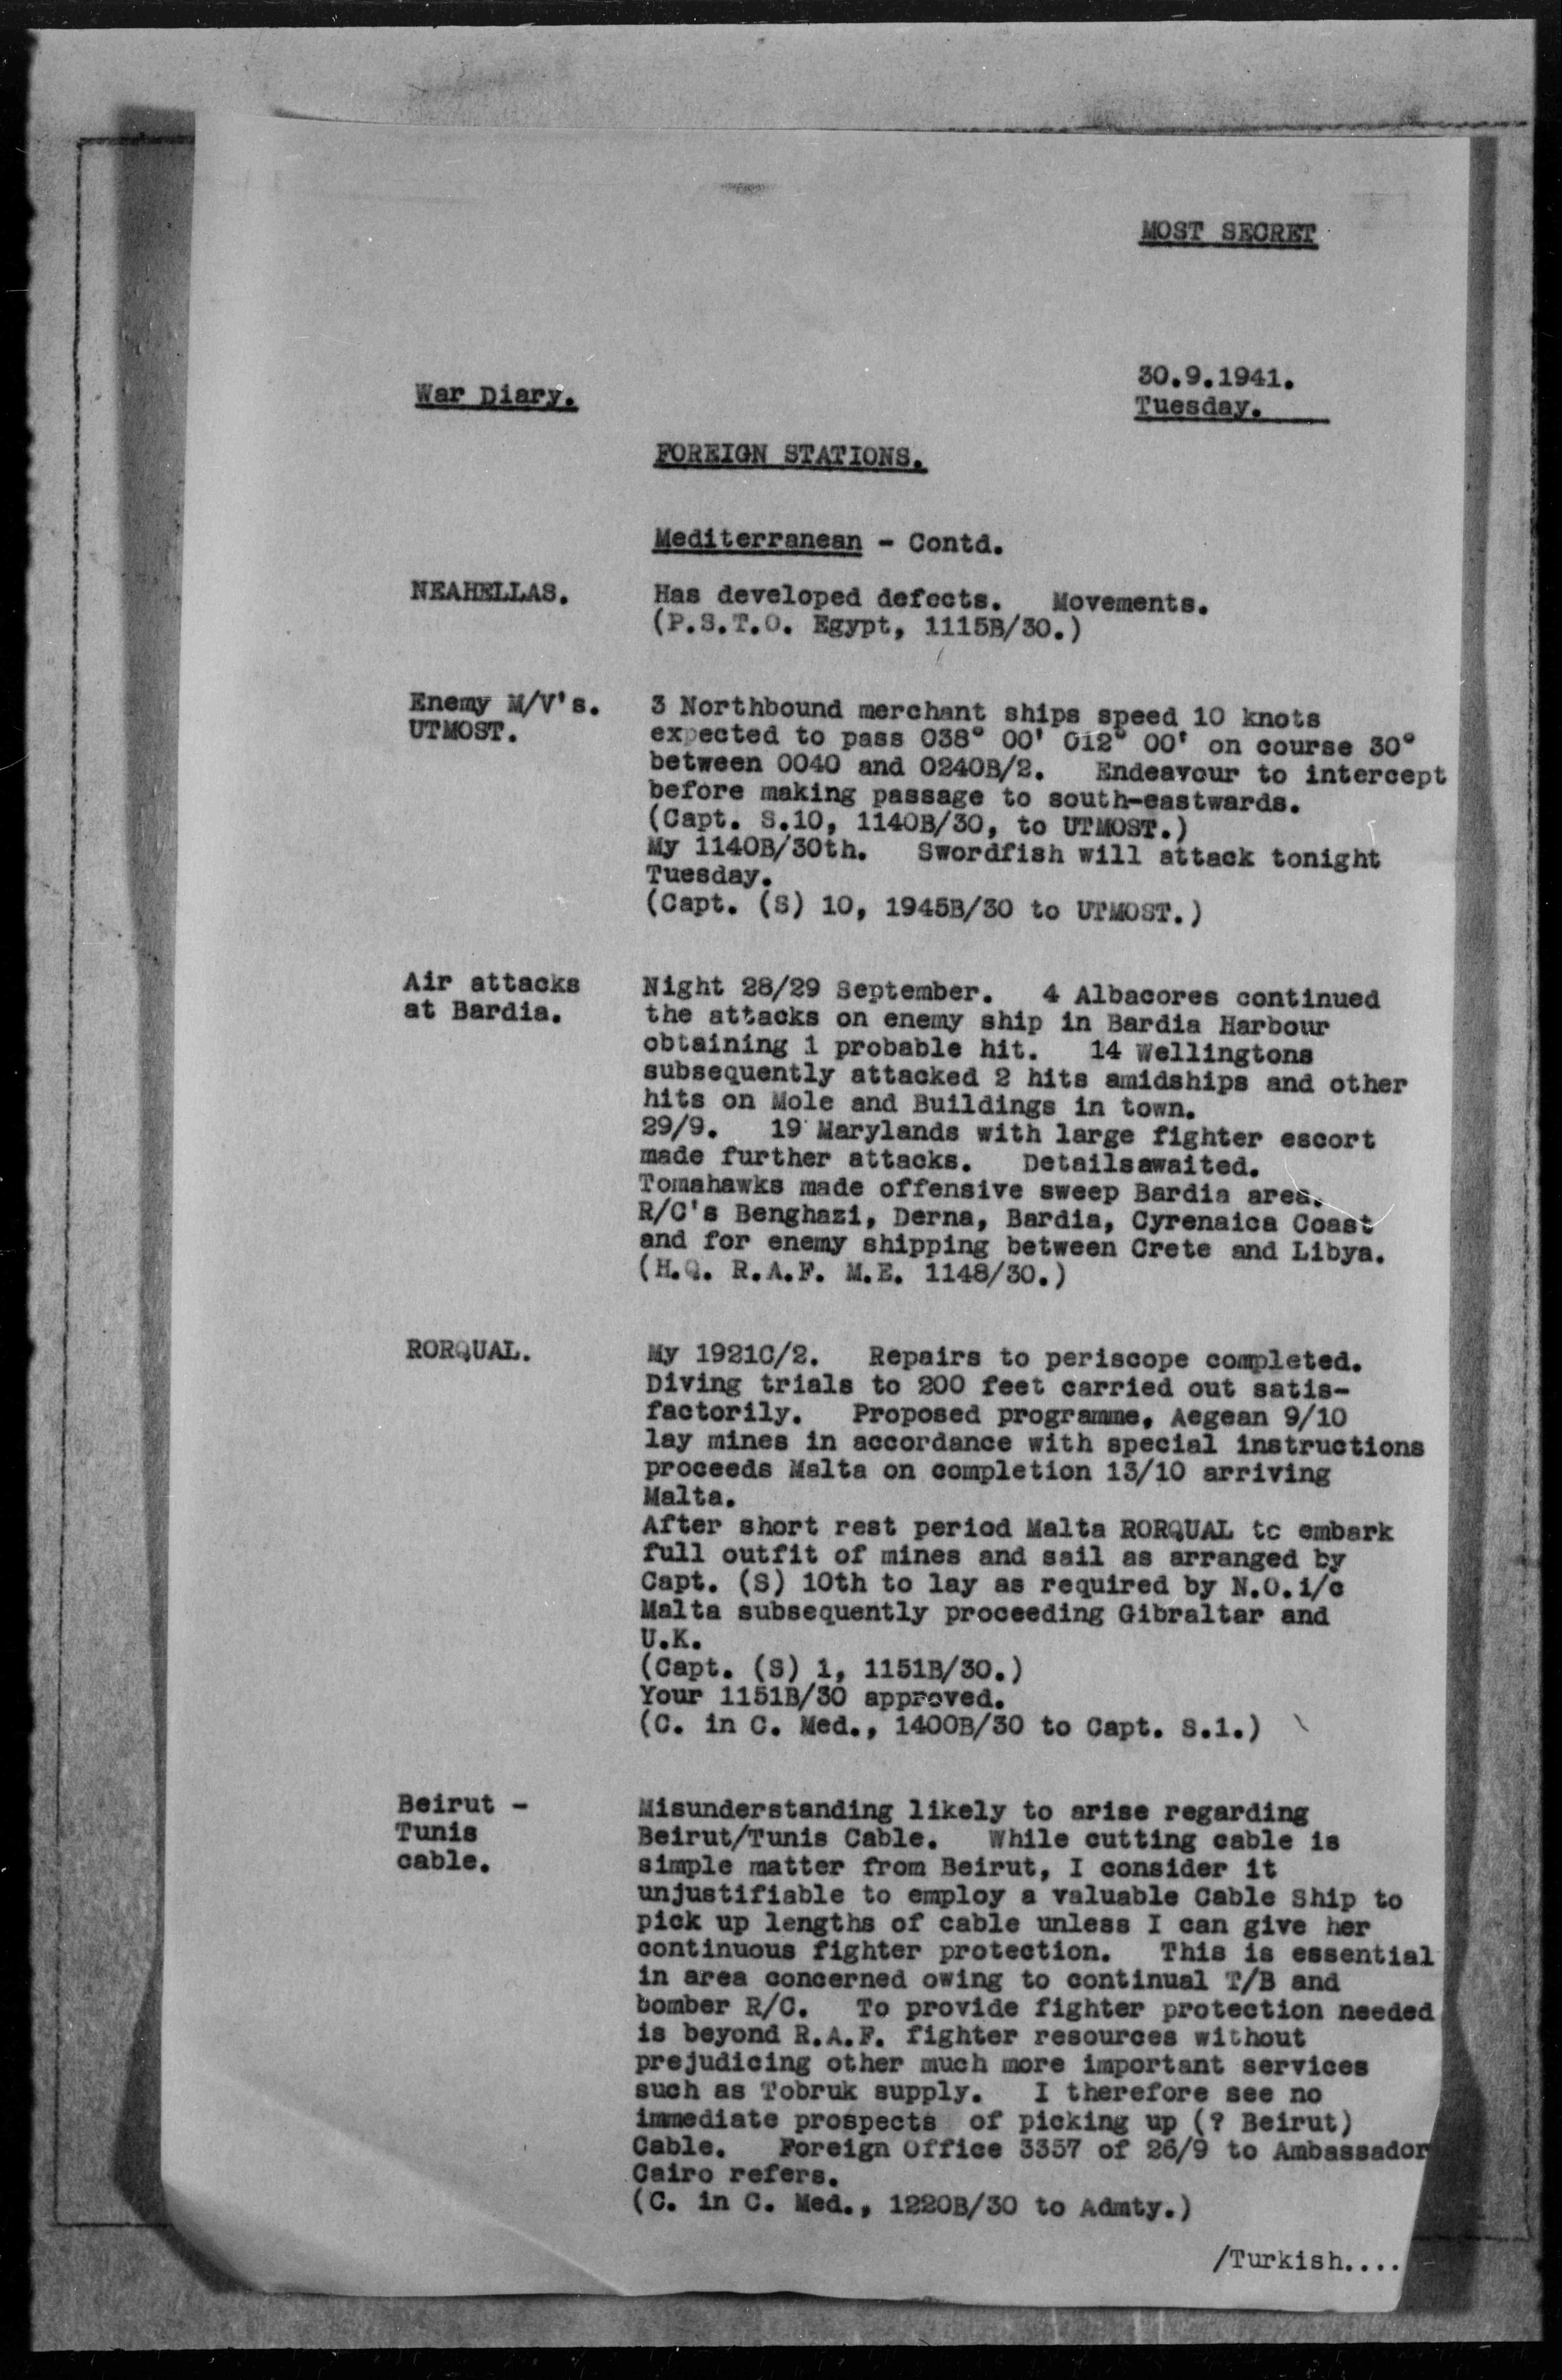 MOST SECRET
30.9.1941.
War Diary.
Tuesday.
FOREIGN STATIONS.
Mediterranean - Contd.
NEAHELLAS.
Has developed defects. Movements.
(P.S.T.O. Egypt, 1115B/30.)
Enemy M/V's.
UTMOST.
3 Northbound merchant ships speed 10 knots
expected to pass 038° 00' 012° 00' on course 30°
between 0040 and 0240B/2. Endeavour to intercept
before making passage to south-eastwards.
(Capt. S.10, 1140B/30, to UTMOST.)
My 1140B/30th. Swordfish will attack tonight
Tuesday.
(Capt. (S) 10, 1945B/30 to UTMOST.)
Air attacks
at Bardia.
Night 28/29 September. 4 Albacores continued
the attacks on enemy ship in Bardia Harbour
obtaining 1 probable hit. 14 Wellingtons
subsequently attacked 2 hits amidships and other
hits on Mole and Buildings in town.
29/9. 19 Marylands with large fighter escort
made further attacks. Detailsawaited.
Tomahawks made offensive sweep Bardia area.
R/C's Benghazi, Derna, Bardia, Cyrenaica Coast
and for enemy shipping between Crete and Libya.
(H.Q. R.A.F. M.E. 1148/30.)
RORQUAL.
My 1921C/2. Repairs to periscope completed.
Diving trials to 200 feet carried out satis-
factorily. Proposed programme, Aegean 9/10
lay mines in accordance with special instructions
proceeds Malta on completion 13/10 arriving
Malta.
After short rest period Malta RORQUAL to embark
full outfit of mines and sail as arranged by
Capt. (S) 10th to lay as required by N.O.i/c
Malta subsequently proceeding Gibraltar and
U.K.
(Capt. (S) 1, 1151B/30.)
Your 1151B/30 approved.
(C. in C. Med., 1400B/30 to Capt. S.1.)
Beirut -
Tunis
cable.
Misunderstanding likely to arise regarding
Beirut/Tunis Cable. While cutting cable is
simple matter from Beirut, I consider it
unjustifiable to employ a valuable Cable Ship to
pick up lengths of cable unless I can give her
continuous fighter protection. This is essential
in area concerned owing to continual T/B and
bomber R/C. To provide fighter protection needed
is beyond R.A.F. fighter resources without
prejudicing other much more important services
such as Tobruk supply. I therefore see no
immediate prospects of picking up (? Beirut)
Cable. Foreign Office 3357 of 26/9 to Ambassador
Cairo refers.
(C. in C. Med., 1220B/30 to Admty.)
/Turkish....